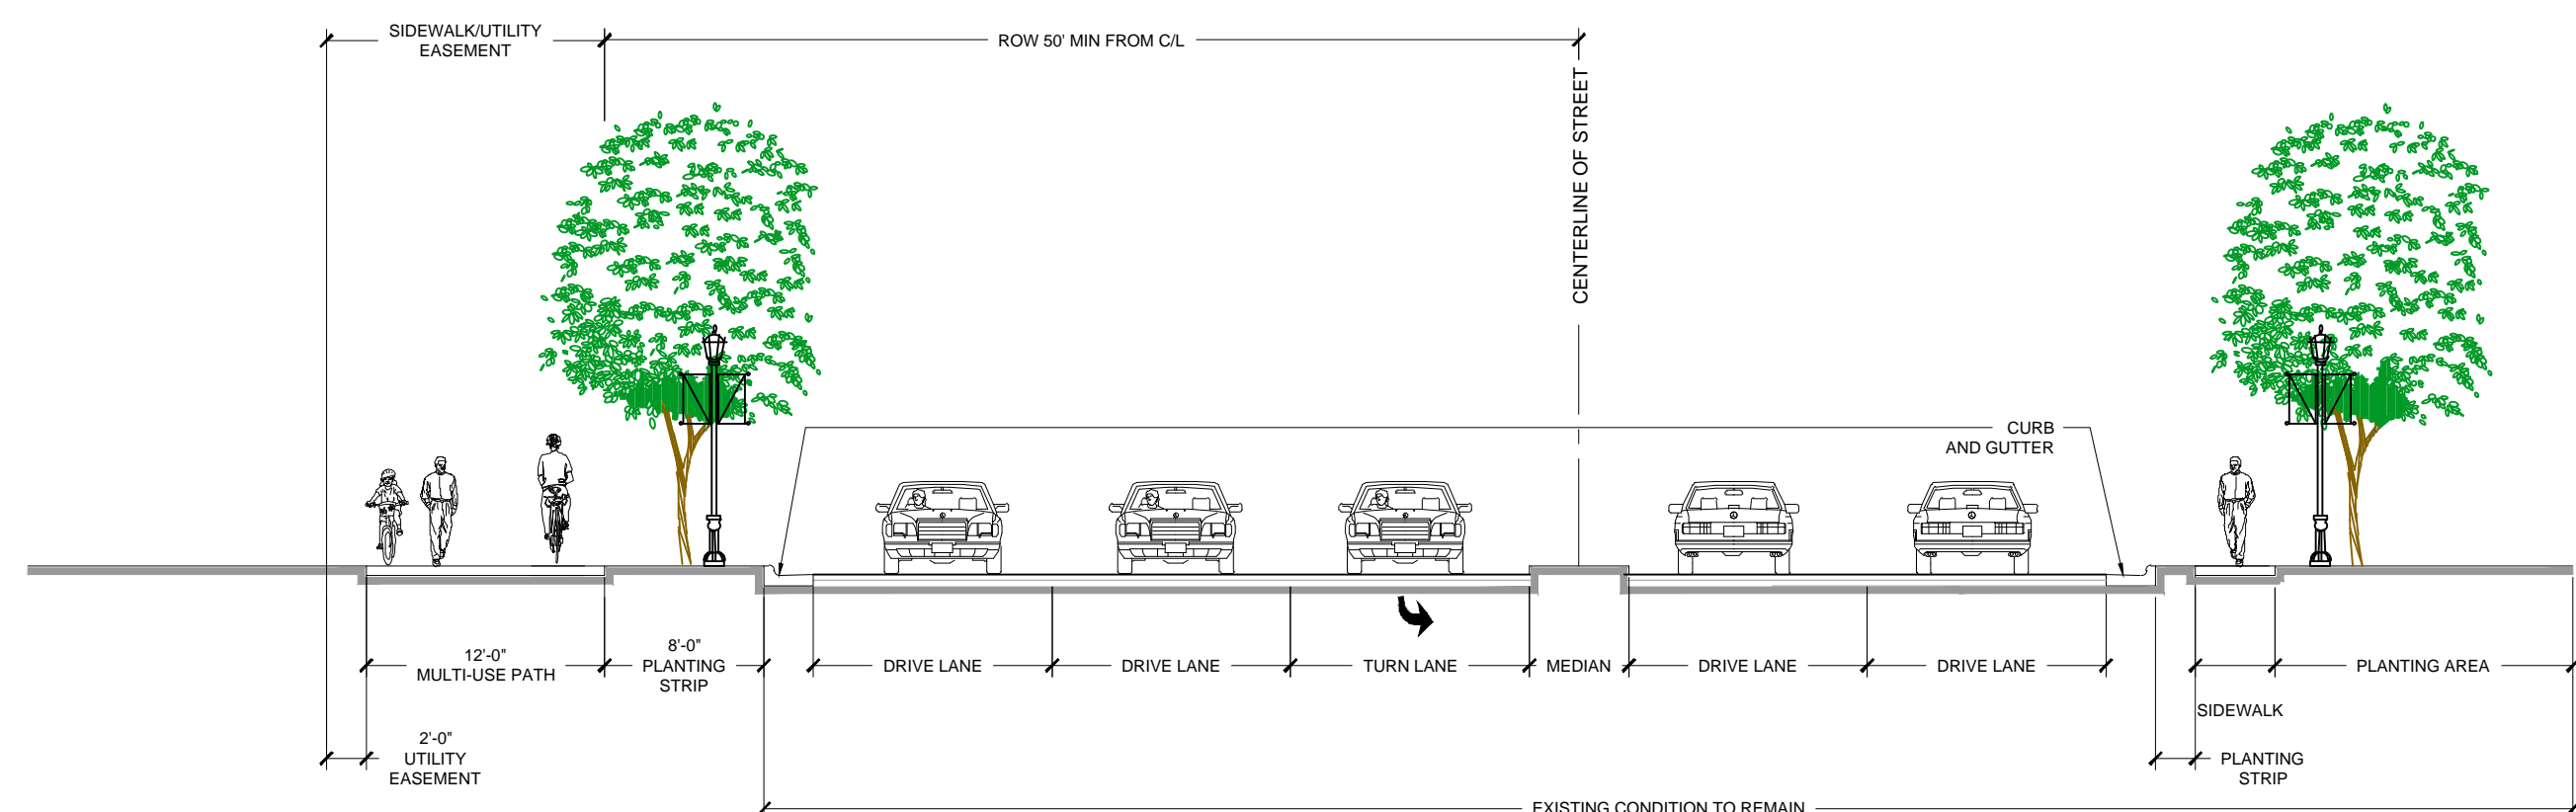 SIDEWALK/UTILITY
EASEMENT
ROW 50' MIN FROM C/L
CENTERLINE OF STREET
CURB
AND GUTTER
12'-0"
MULTI-USE PATH
8'-0"
PLANTING
STRIP
DRIVE LANE
DRIVE LANE
TURN LANE
MEDIAN
DRIVE LANE
DRIVE LANE
PLANTING AREA
SIDEWALK
2'-0"
UTILITY
EASEMENT
PLANTING
STRIP
EXISTING CONDITION TO REMAIN